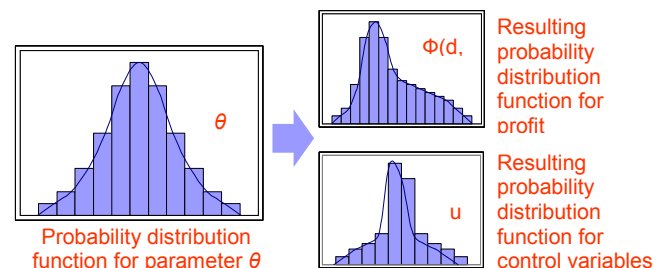 θ
Probability distribution
function for parameter θ
Φ(d,
Resulting
probability
distribution
function for
profit
u
Resulting
probability
distribution
function for
control variables